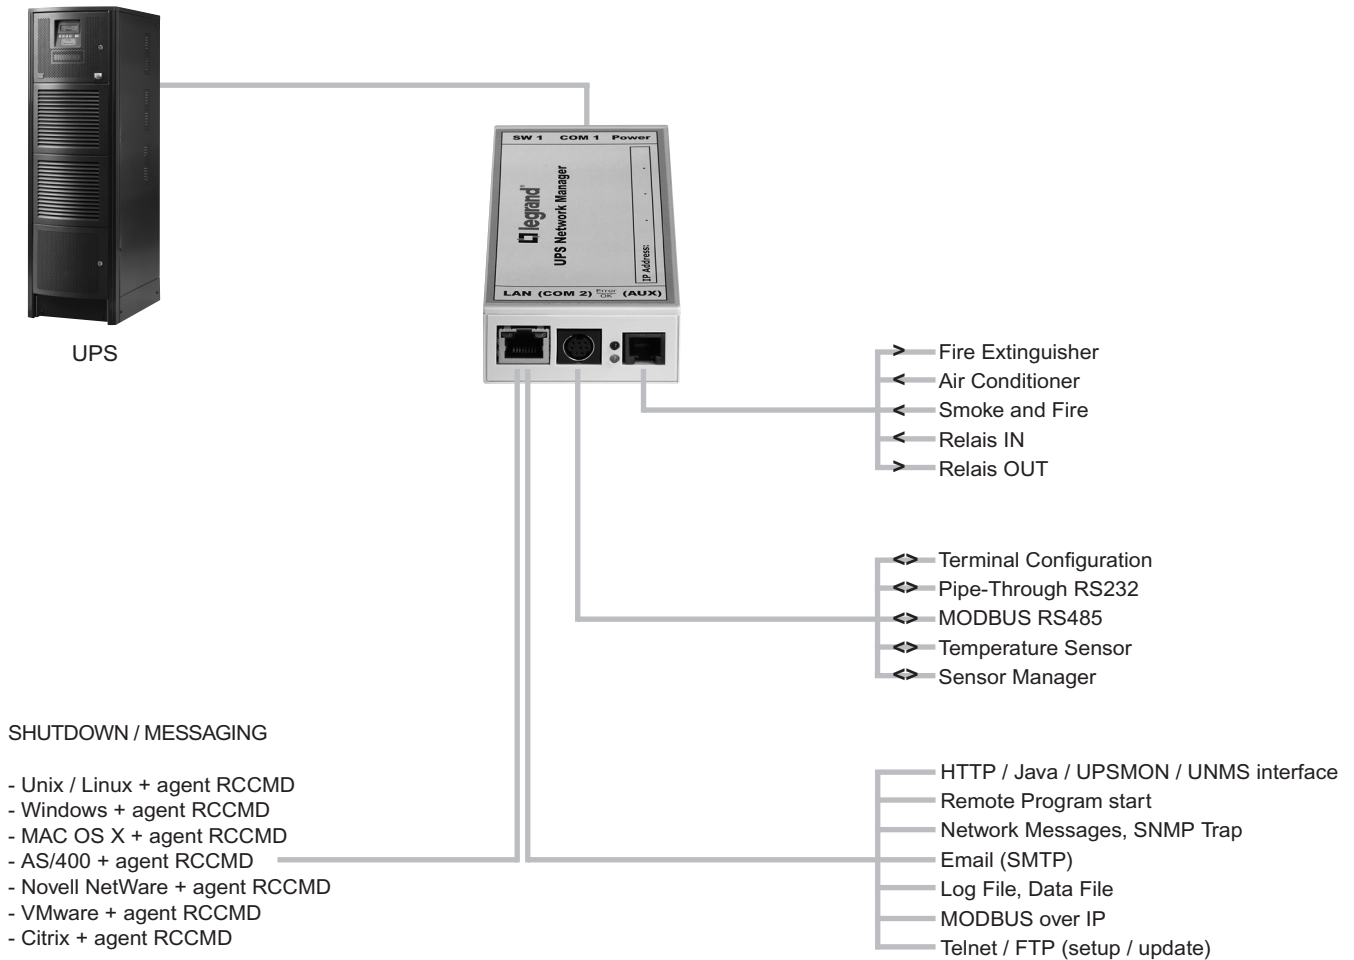 UPS
SW 1 COM 1 Power
legrand®
UPS Network Manager
IP Address: . . .
LAN (COM 2) Error OK (AUX)
> Fire Extinguisher
< Air Conditioner
< Smoke and Fire
< Relais IN
> Relais OUT
<> Terminal Configuration
<> Pipe-Through RS232
<> MODBUS RS485
<> Temperature Sensor
<> Sensor Manager
SHUTDOWN / MESSAGING
- Unix / Linux + agent RCCMD
- Windows + agent RCCMD
- MAC OS X + agent RCCMD
- AS/400 + agent RCCMD
- Novell NetWare + agent RCCMD
- VMware + agent RCCMD
- Citrix + agent RCCMD
HTTP / Java / UPSMON / UNMS interface
Remote Program start
Network Messages, SNMP Trap
Email (SMTP)
Log File, Data File
MODBUS over IP
Telnet / FTP (setup / update)